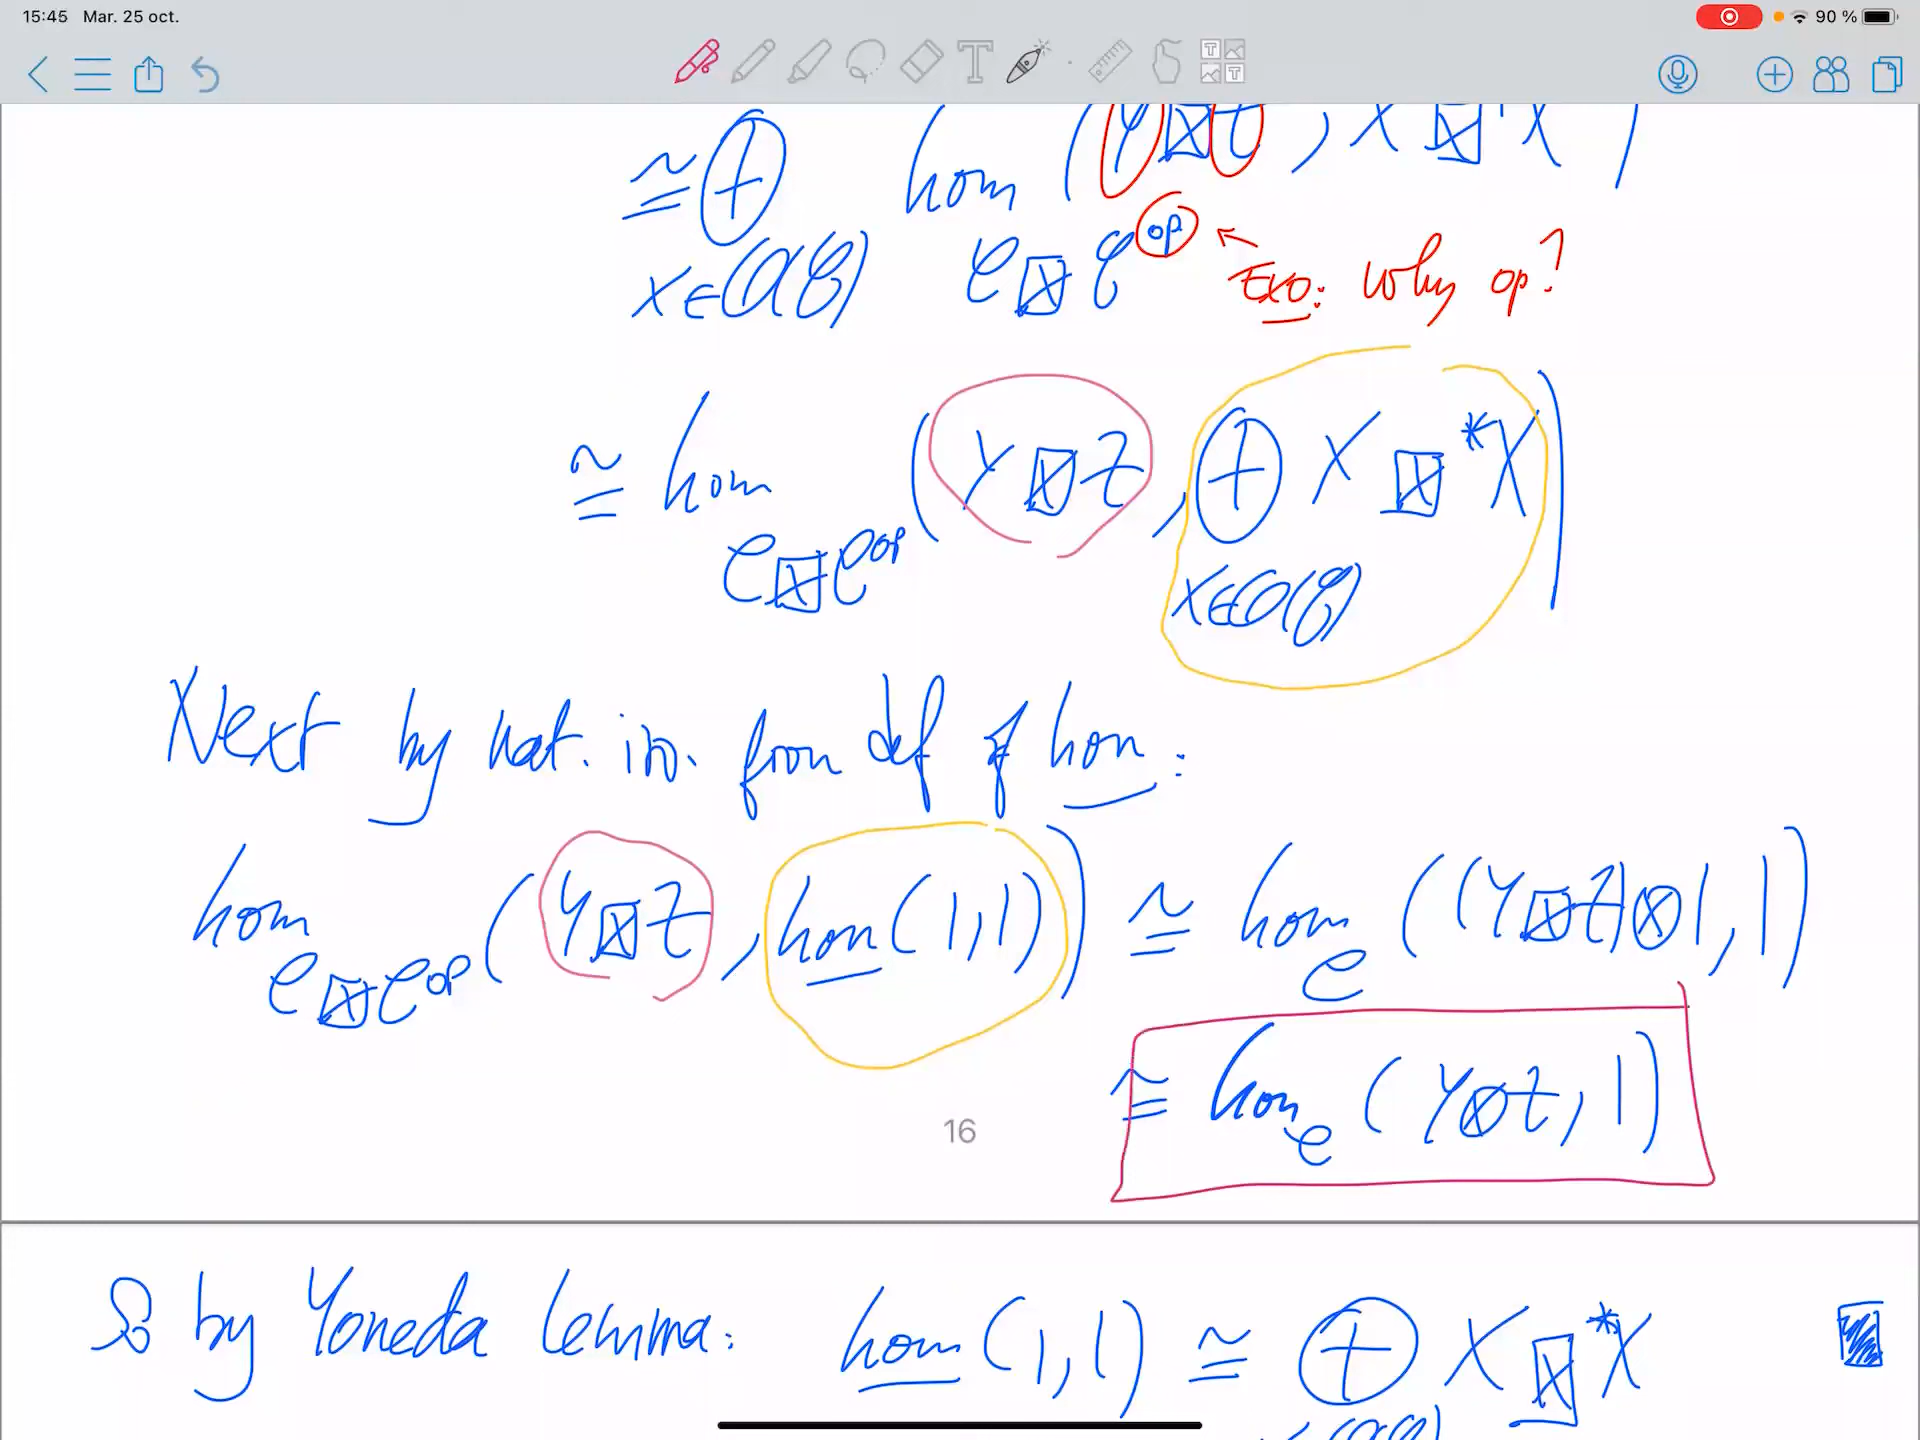 15:45 Mar. 25 oct. 90 %
≅ ⊕ hom ( Y ⊠ Z , X ⊠ *X )
X∈O(C) C ⊠ C^op ← Exo: Why op?
≅ hom ( Y ⊠ Z , ⊕ X ⊠ *X )
C ⊠ C^op X∈O(C)
Next by nat. iso. from def of hom :
hom ( Y ⊠ Z , hom (1,1) ) ≅ hom ( (Y ⊠ Z) ⊗ 1 , 1 )
C ⊠ C^op C
≅ hom_C ( Y ⊗ Z , 1 )
16
So by Yoneda lemma: hom (1,1) ≅ ⊕ X ⊠ *X